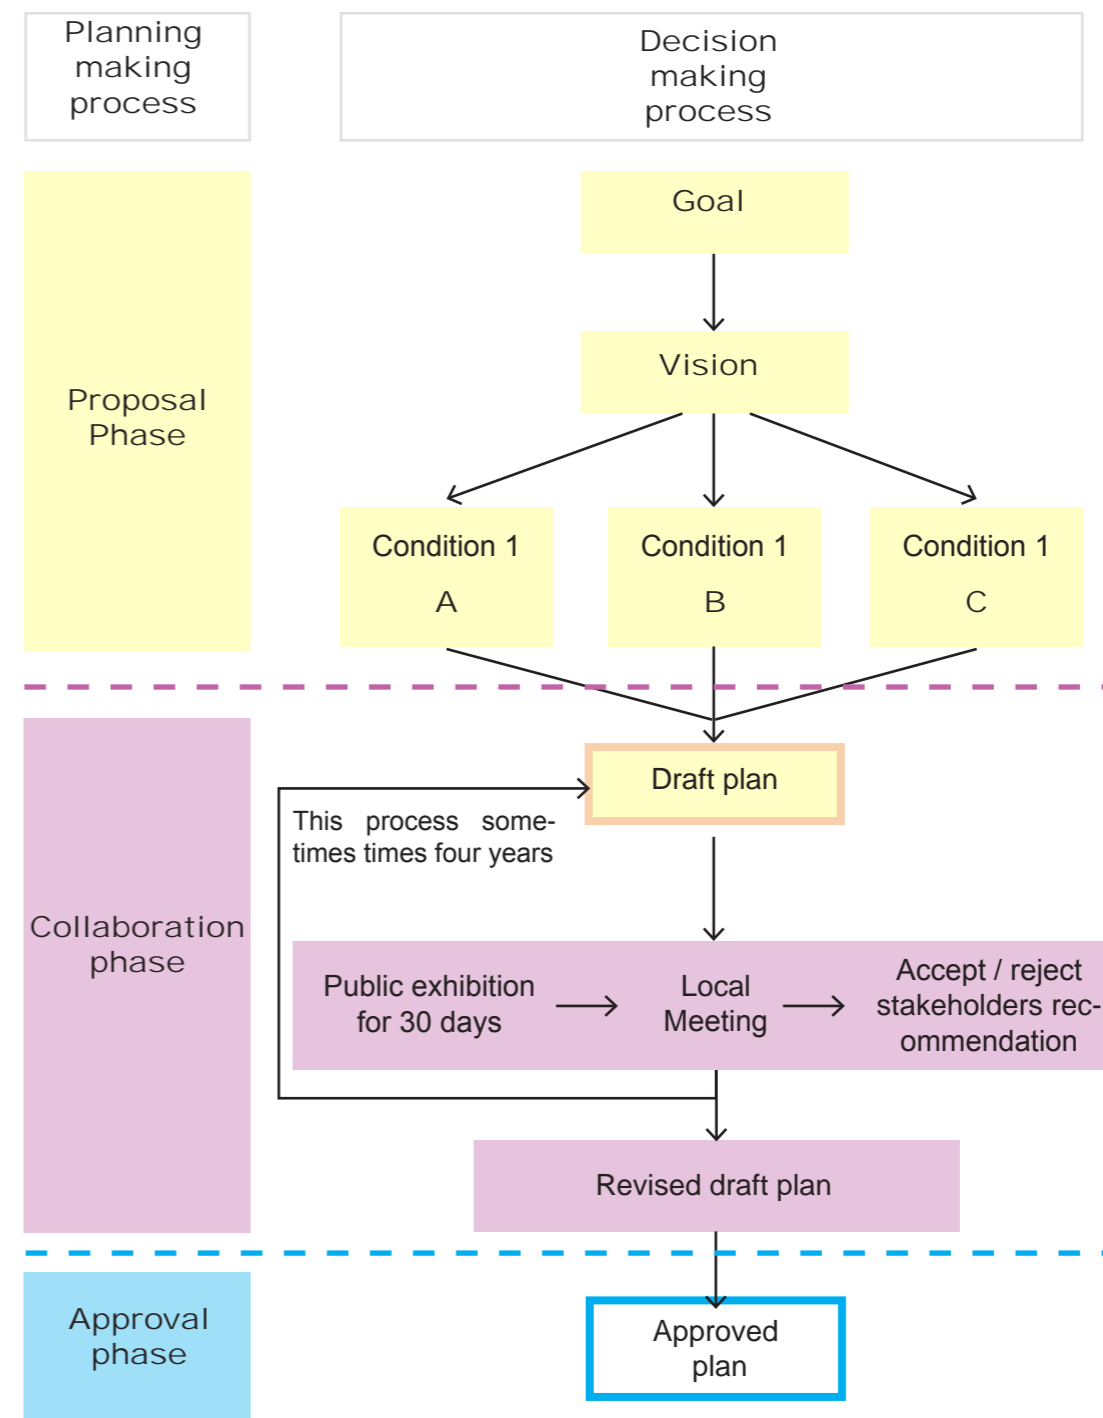 Planning
making
process
Decision
making
process
Goal
Vision
Proposal
Phase
Condition 1
A
Condition 1
B
Condition 1
C
Draft plan
This process some-
times times four years
Collaboration
phase
Public exhibition
for 30 days
Local
Meeting
Accept / reject
stakeholders rec-
ommendation
Revised draft plan
Approval
phase
Approved
plan